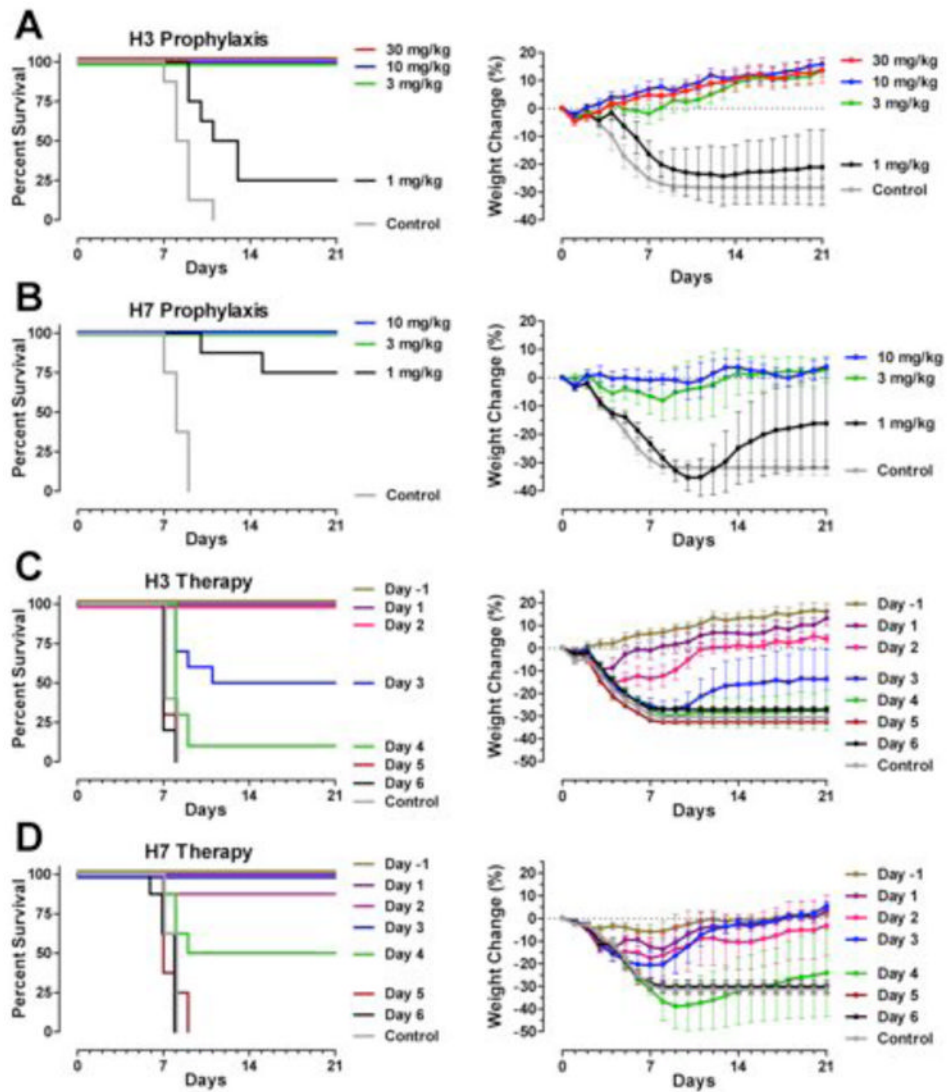 A
H3 Prophylaxis
Percent Survival
100
75
50
25
0
30 mg/kg
10 mg/kg
3 mg/kg
1 mg/kg
Control
0 7 14 21
Days
Weight Change (%)
20
10
0
-10
-20
-30
-40
30 mg/kg
10 mg/kg
3 mg/kg
1 mg/kg
Control
0 7 14 21
Days
B
H7 Prophylaxis
Percent Survival
100
75
50
25
0
10 mg/kg
3 mg/kg
1 mg/kg
Control
0 7 14 21
Days
Weight Change (%)
20
10
0
-10
-20
-30
-40
10 mg/kg
3 mg/kg
1 mg/kg
Control
0 7 14 21
Days
C
H3 Therapy
Percent Survival
100
75
50
25
0
Day -1
Day 1
Day 2
Day 3
Day 4
Day 5
Day 6
Control
0 7 14 21
Days
Weight Change (%)
20
10
0
-10
-20
-30
-40
-50
Day -1
Day 1
Day 2
Day 3
Day 4
Day 5
Day 6
Control
0 7 14 21
Days
D
H7 Therapy
Percent Survival
100
75
50
25
0
Day -1
Day 1
Day 2
Day 3
Day 4
Day 5
Day 6
Control
0 7 14 21
Days
Weight Change (%)
20
10
0
-10
-20
-30
-40
-50
Day -1
Day 1
Day 2
Day 3
Day 4
Day 5
Day 6
Control
0 7 14 21
Days